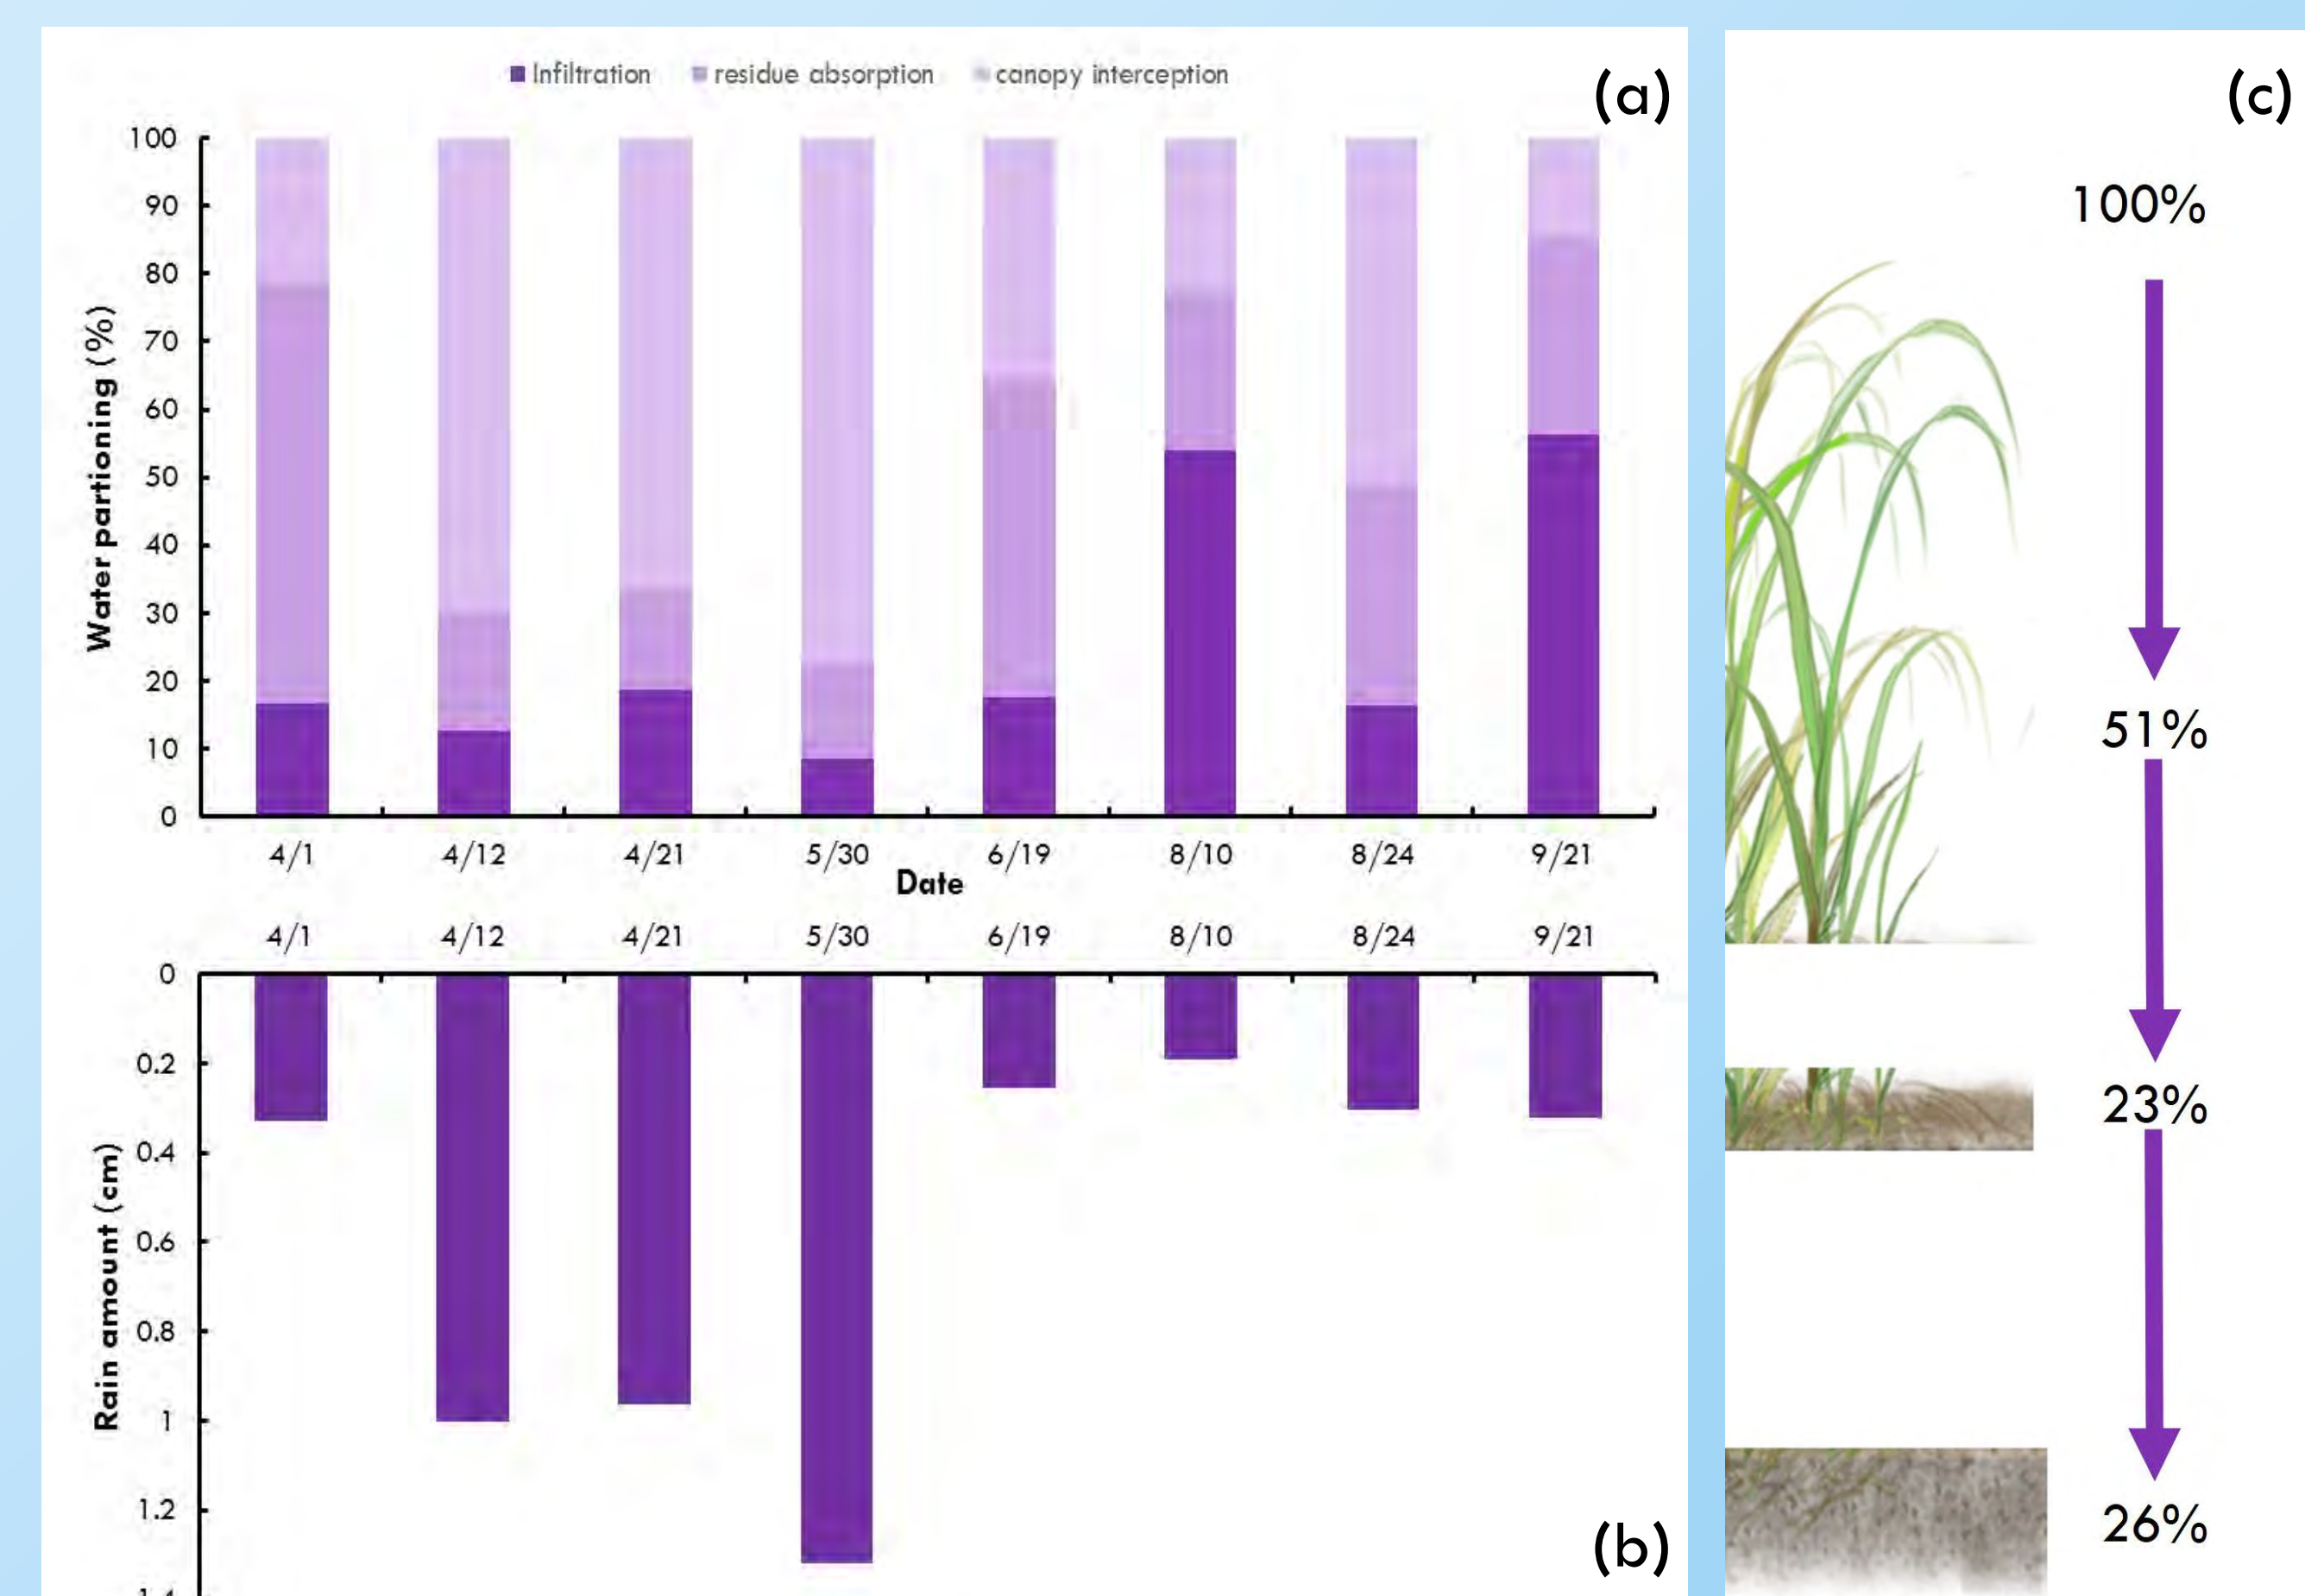 Infiltration residue absorption canopy interception
(a)
100
90
80
70
60
50
40
30
20
10
0
Water partioning (%)
4/1 4/12 4/21 5/30 6/19 8/10 8/24 9/21
Date
4/1 4/12 4/21 5/30 6/19 8/10 8/24 9/21
0
0.2
0.4
0.6
0.8
1
1.2
Rain amount (cm)
(b)
(c)
100%
51%
23%
26%